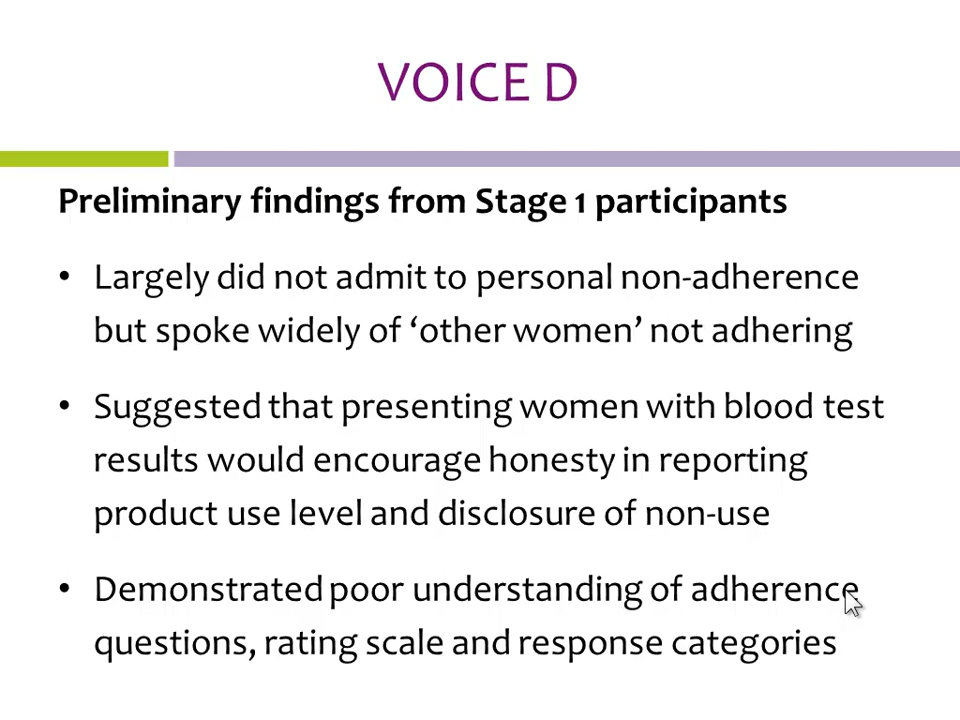 VOICE D
Preliminary findings from Stage 1 participants
• Largely did not admit to personal non-adherence
but spoke widely of ‘other women’ not adhering
• Suggested that presenting women with blood test
results would encourage honesty in reporting
product use level and disclosure of non-use
• Demonstrated poor understanding of adherence
questions, rating scale and response categories